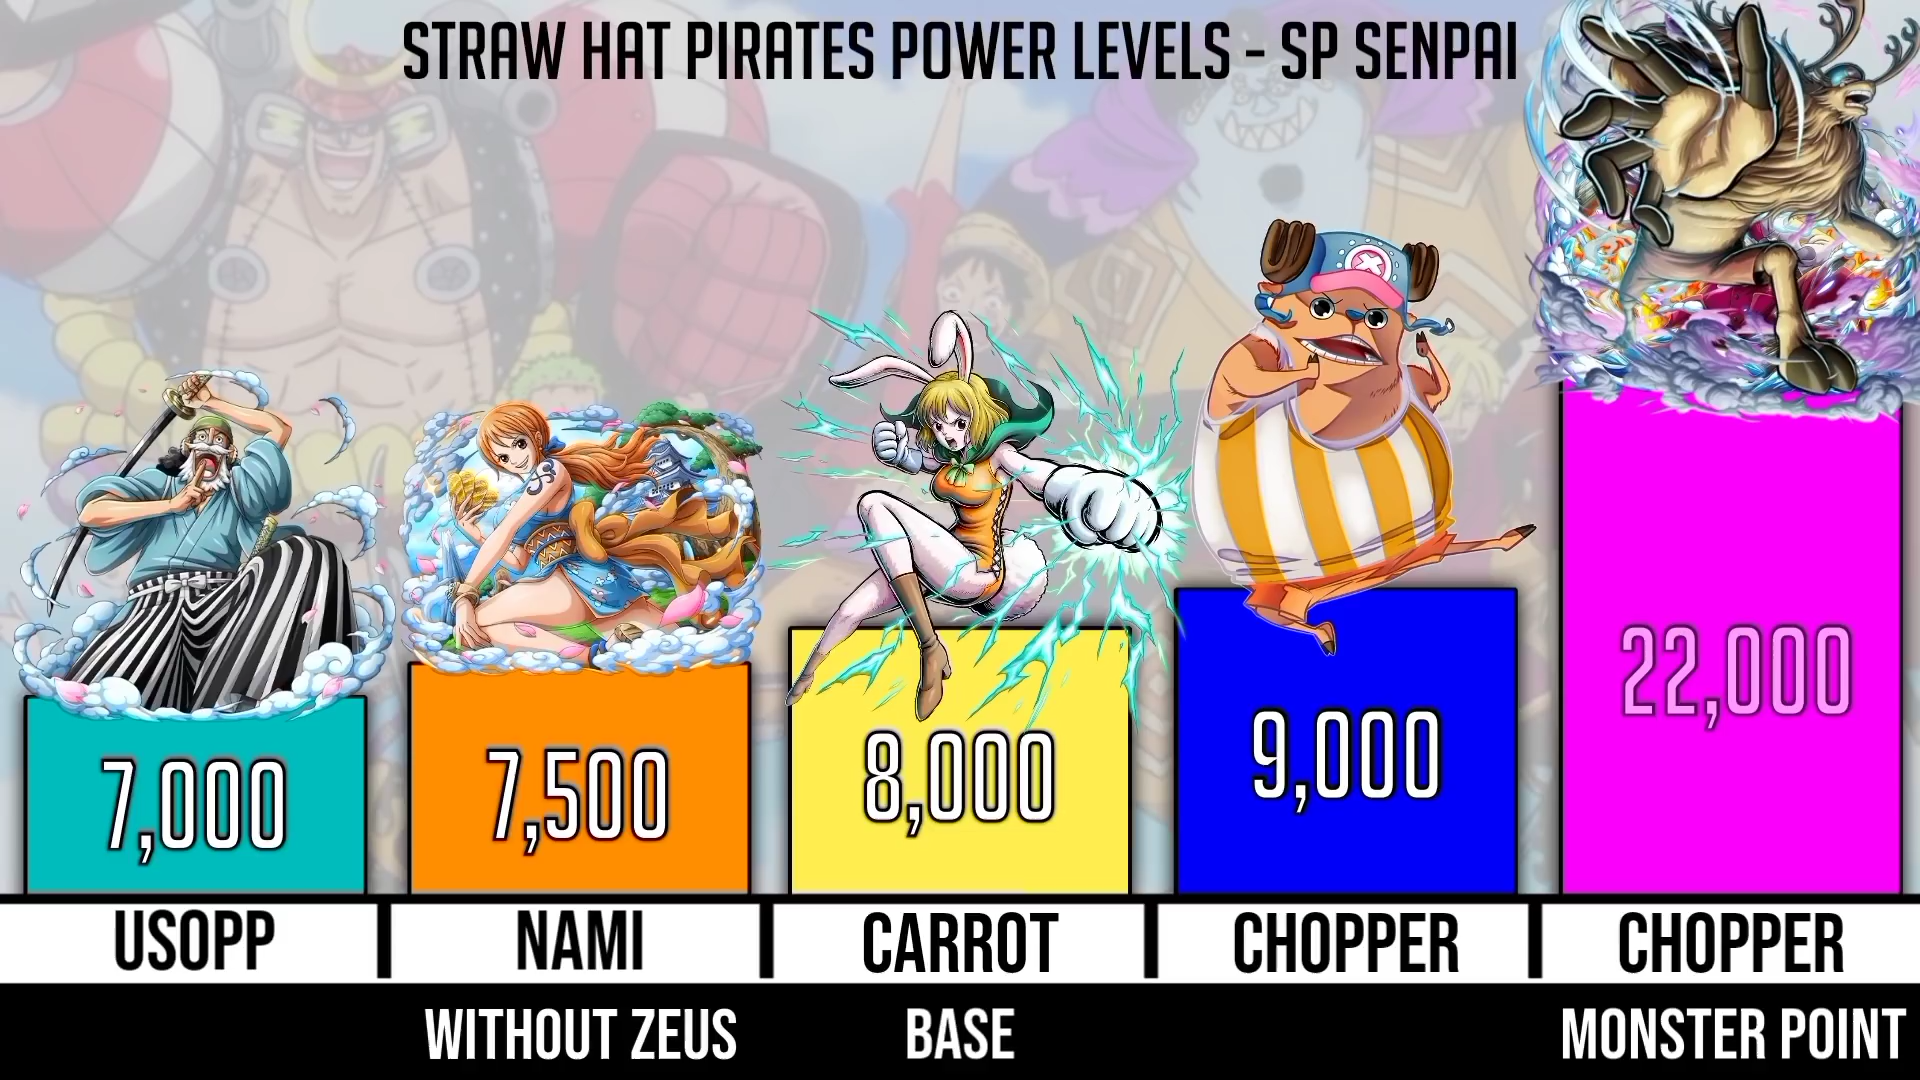 STRAW HAT PIRATES POWER LEVELS - SP SENPAI
7,000
7,500
8,000
9,000
22,000
USOPP
NAMI
CARROT
CHOPPER
CHOPPER
WITHOUT ZEUS
BASE
MONSTER POINT